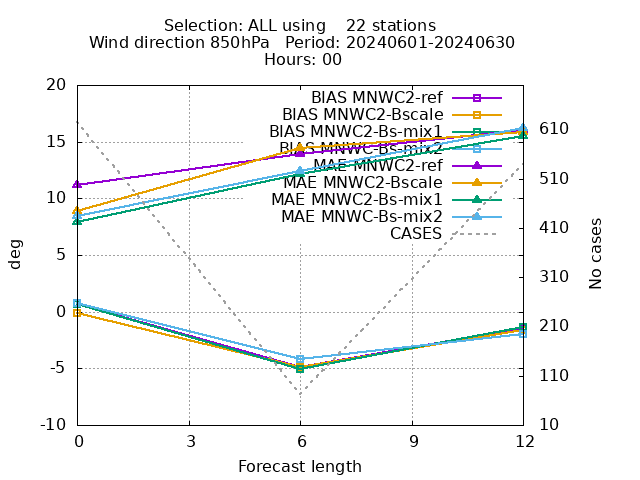 Selection: ALL using    22 stations
Wind direction 850hPa   Period: 20240601-20240630
Hours: 00
BIAS MNWC2-ref
BIAS MNWC2-Bscale
BIAS MNWC2-Bs-mix1
BIAS MNWC-Bs-mix2
MAE MNWC2-ref
MAE MNWC2-Bscale
MAE MNWC2-Bs-mix1
MAE MNWC-Bs-mix2
CASES
20
15
10
5
0
-5
-10
deg
610
510
410
310
210
110
10
No cases
0 3 6 9 12
Forecast length